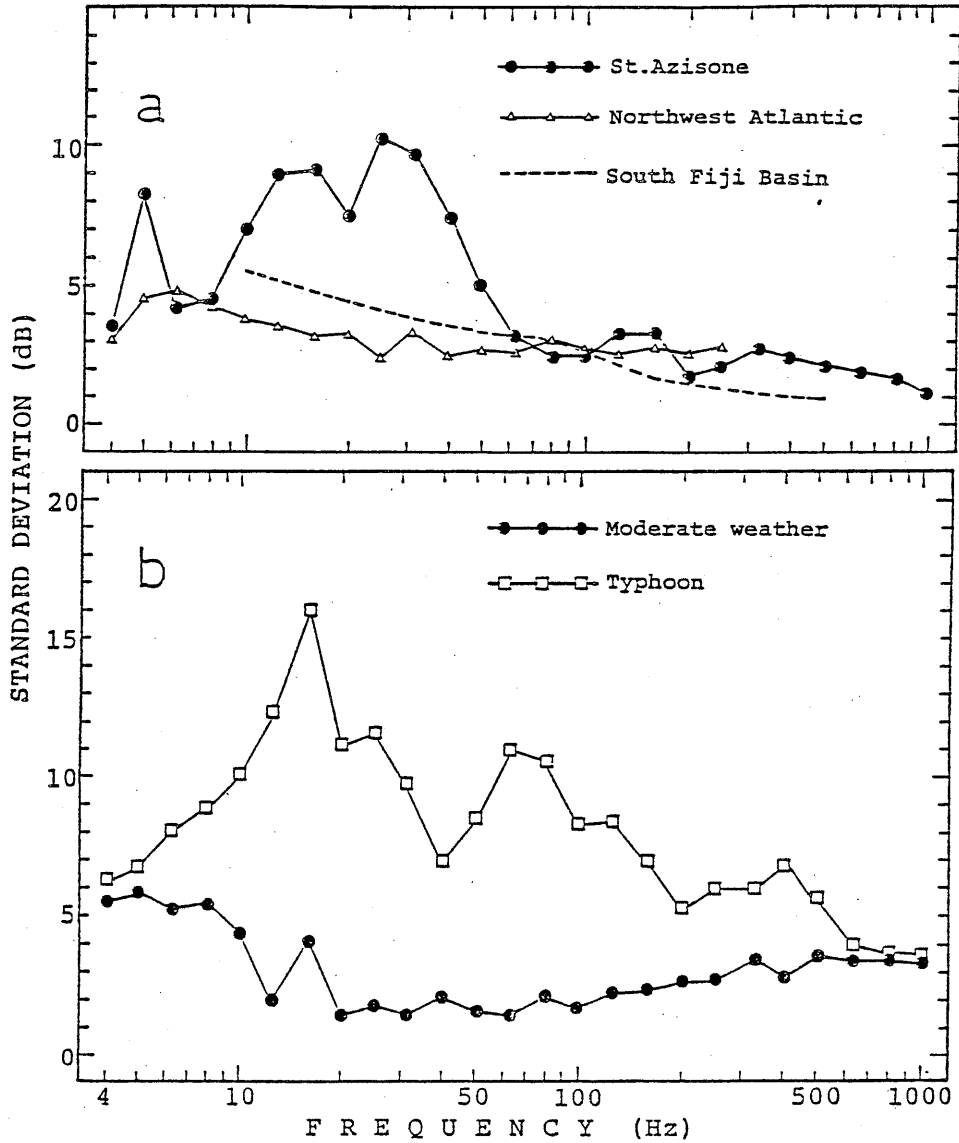 a
St.Azisone
Northwest Atlantic
South Fiji Basin
10
5
0
STANDARD DEVIATION (dB)
b
Moderate weather
Typhoon
20
15
10
5
0
4 10 50 100 500 1000
FREQUENCY (Hz)